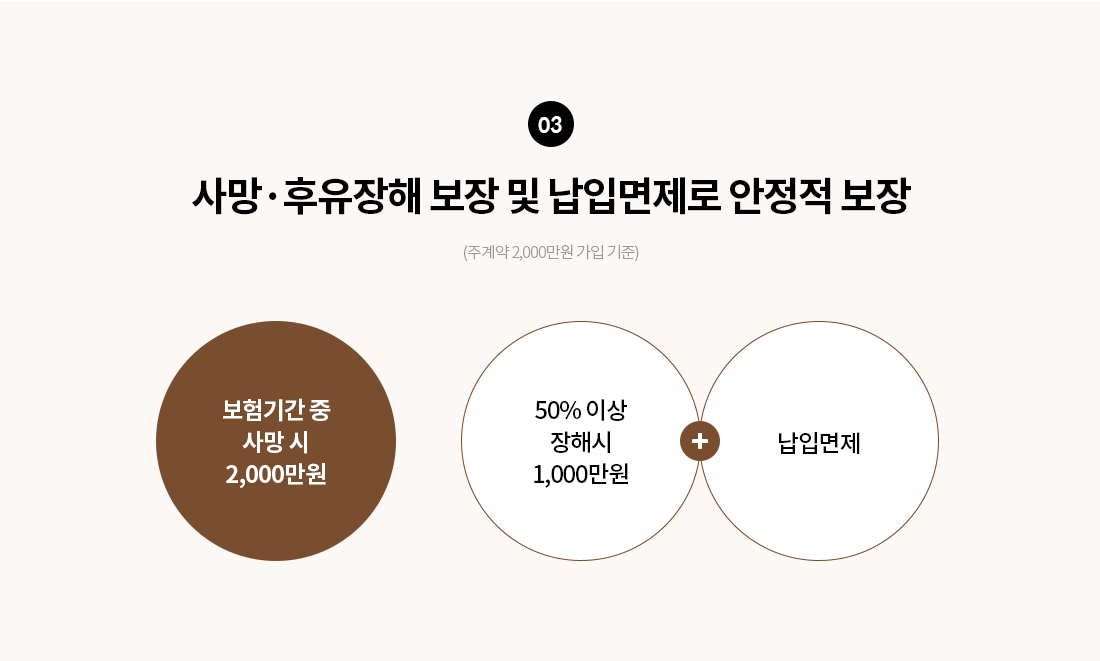 03
사망·후유장해 보장 및 납입면제로 안정적 보장
(주계약 2,000만원 가입 기준)
보험기간 중
사망 시
2,000만원
50% 이상
장해시
1,000만원
+
납입면제